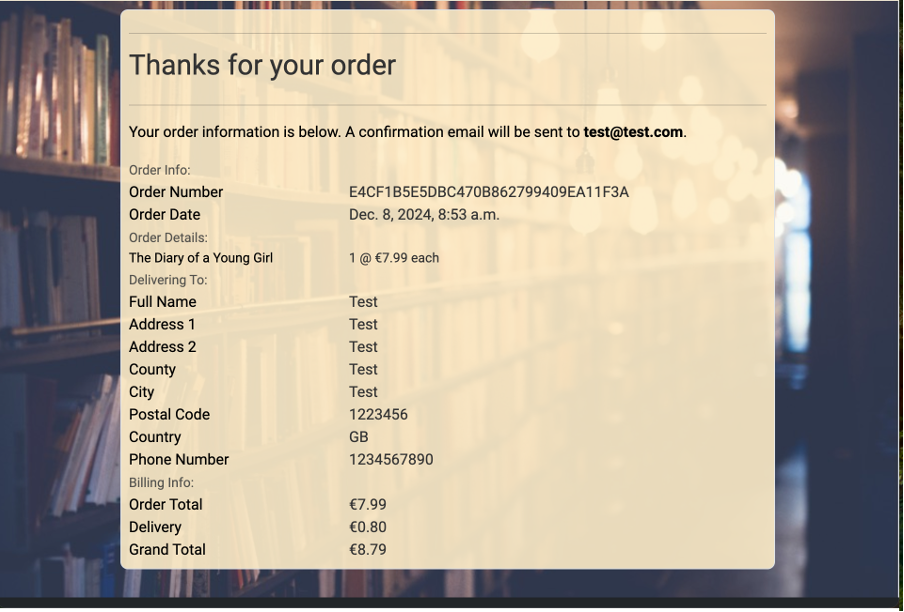 Thanks for your order
Your order information is below. A confirmation email will be sent to test@test.com.
Order Info:
Order Number E4CF1B5E5DBC470B862799409EA11F3A
Order Date Dec. 8, 2024, 8:53 a.m.
Order Details:
The Diary of a Young Girl 1 @ €7.99 each
Delivering To:
Full Name Test
Address 1 Test
Address 2 Test
County Test
City Test
Postal Code 1223456
Country GB
Phone Number 1234567890
Billing Info:
Order Total €7.99
Delivery €0.80
Grand Total €8.79